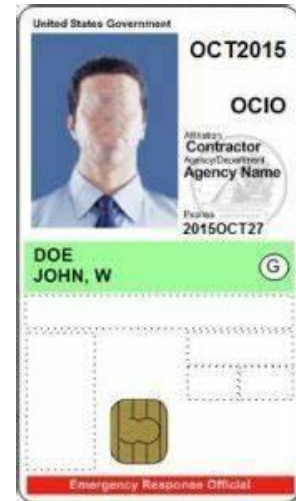 United States Government
OCT2015
OCIO
Affiliation
Contractor
Agency/Department
Agency Name
Expires
2015OCT27
DOE
JOHN, W
G
Emergency Response Official